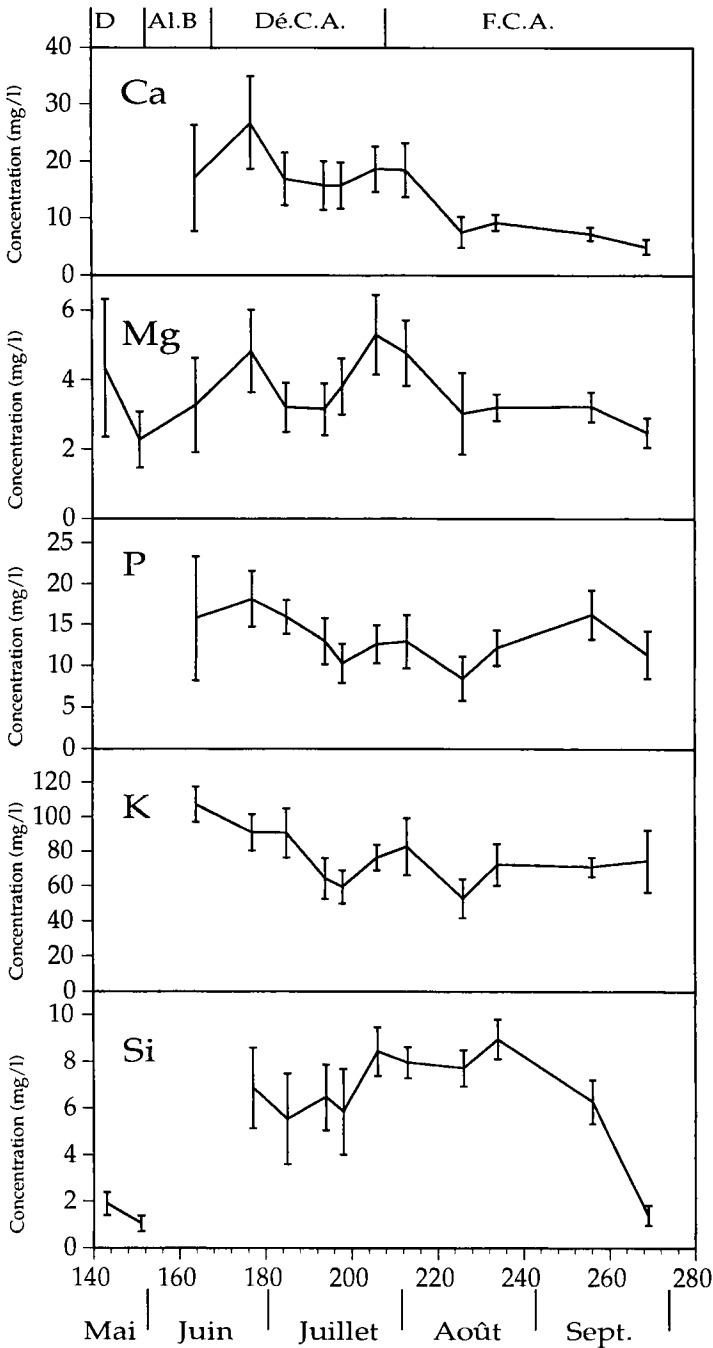 D Al.B Dé.C.A. F.C.A.
40
Ca
30
20
10
0
Concentration (mg/l)
6
Mg
4
2
0
Concentration (mg/l)
25
P
20
15
10
5
0
Concentration (mg/l)
120
K
100
80
60
40
20
0
Concentration (mg/l)
10
Si
8
6
4
2
0
Concentration (mg/l)
140 160 180 200 220 240 260 280
Mai Juin Juillet Août Sept.